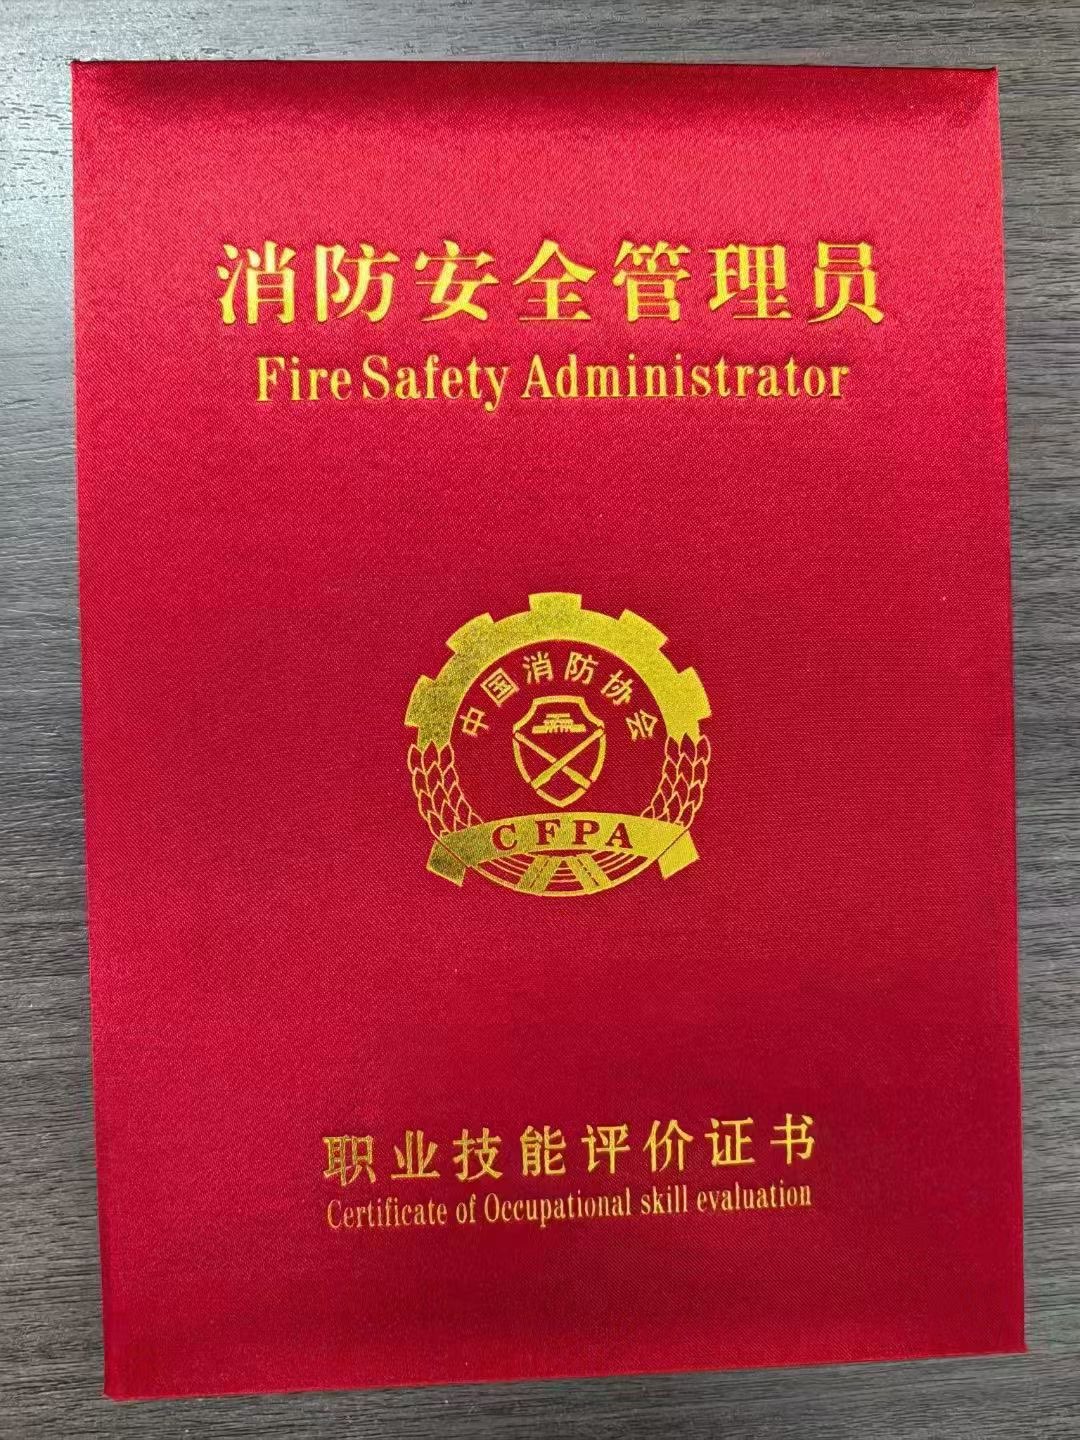 消防安全管理员
Fire Safety Administrator
中国消防协会
CFPA
职业技能评价证书
Certificate of Occupational skill evaluation